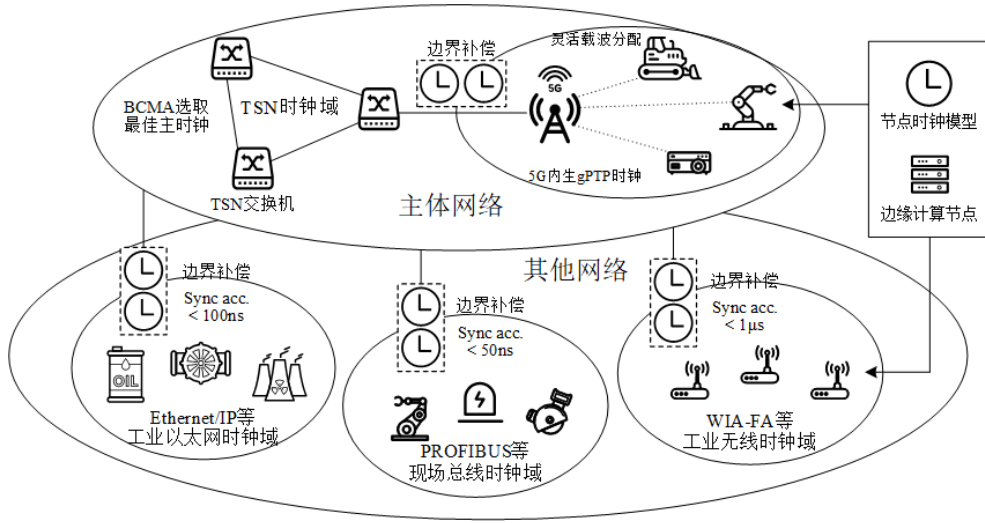 边界补偿
灵活载波分配
5G
BCMA选取
最佳主时钟
TSN时钟域
节点时钟模型
5G内生gPTP时钟
TSN交换机
主体网络
边缘计算节点
其他网络
边界补偿
Sync acc.
< 100ns
边界补偿
Sync acc.
< 50ns
边界补偿
Sync acc.
< 1μs
OIL
Ethernet/IP等
工业以太网时钟域
PROFIBUS等
现场总线时钟域
WIA-FA等
工业无线时钟域